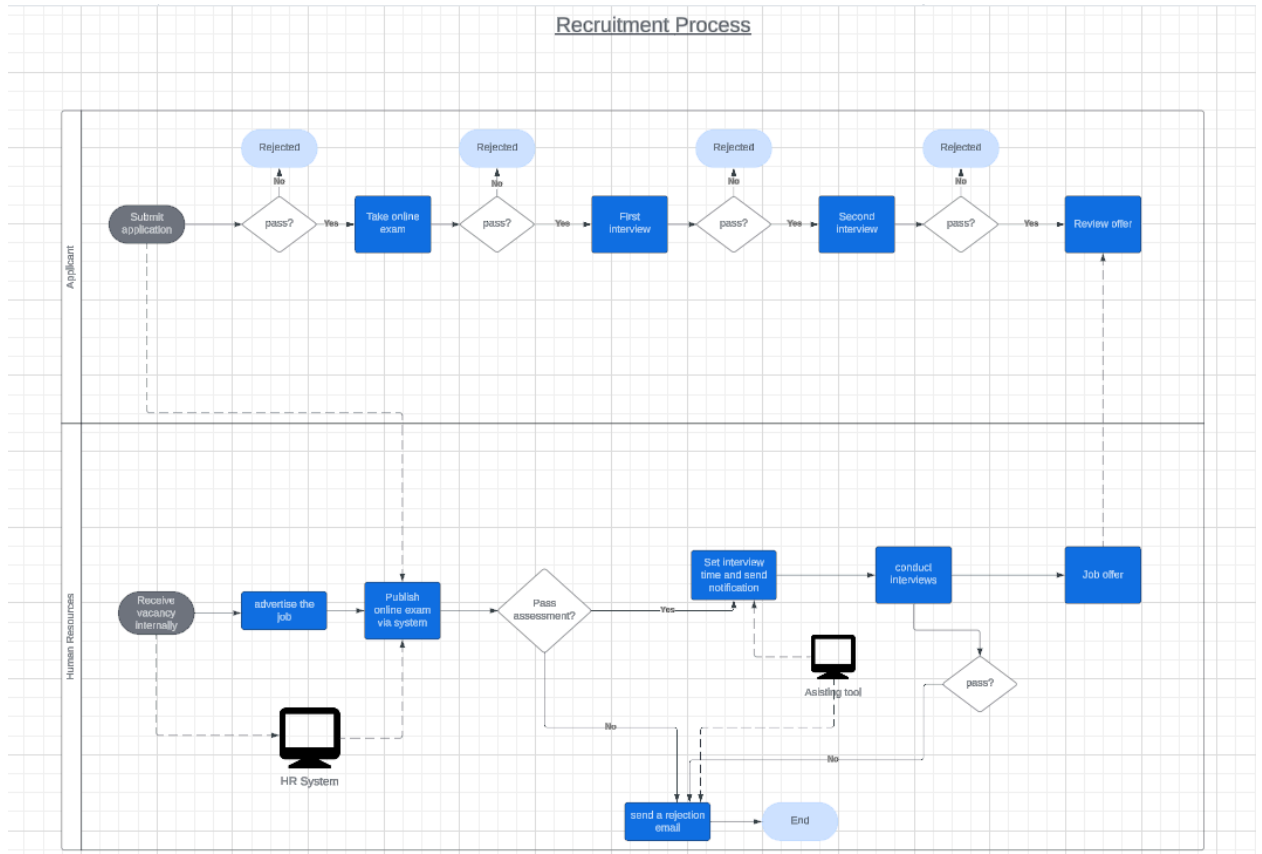 Recruitment Process
Applicant
Rejected
Rejected
Rejected
Rejected
No
No
No
No
Submit
application
pass?
Yes
Take online
exam
pass?
Yes
First
interview
pass?
Yes
Second
interview
pass?
Yes
Review offer
Human Resources
Receive
vacancy
internally
advertise the
job
Publish
online exam
via system
Pass
assessment?
Yes
Set interview
time and send
notification
conduct
interviews
Job offer
Asisting tool
pass?
No
No
HR System
send a rejection
email
End